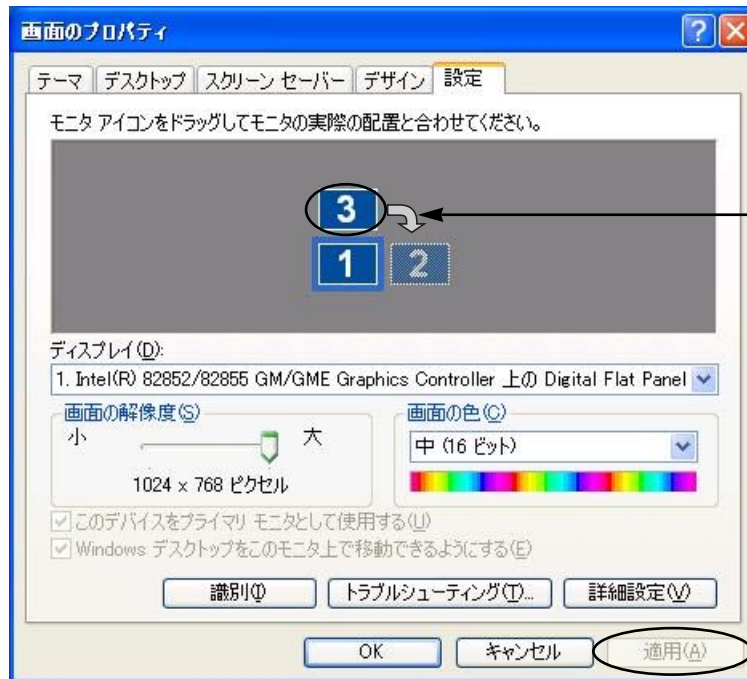 画面のプロパティ
テーマ デスクトップ スクリーン セーバー デザイン 設定
モニタ アイコンをドラッグしてモニタの実際の配置と合わせてください。
3
1 2
ディスプレイ(D):
1. Intel(R) 82852/82855 GM/GME Graphics Controller 上の Digital Flat Panel
画面の解像度(S)
小 大
1024 x 768 ピクセル
画面の色(C)
中 (16 ビット)
このデバイスをプライマリ モニタとして使用する(U)
Windows デスクトップをこのモニタ上で移動できるようにする(E)
識別(I) トラブルシューティング(T)... 詳細設定(V)
OK キャンセル 適用(A)